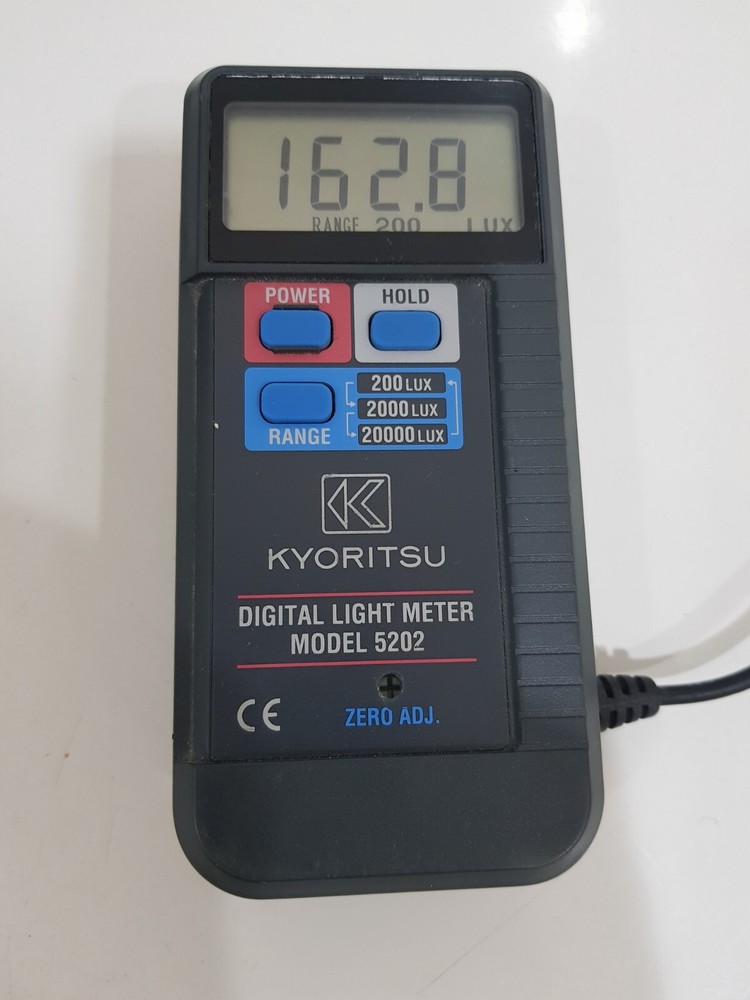 162.8
RANGE 200 LUX
POWER HOLD
200 LUX
2000 LUX
20000 LUX
RANGE
KYORITSU
DIGITAL LIGHT METER
MODEL 5202
CE
ZERO ADJ.